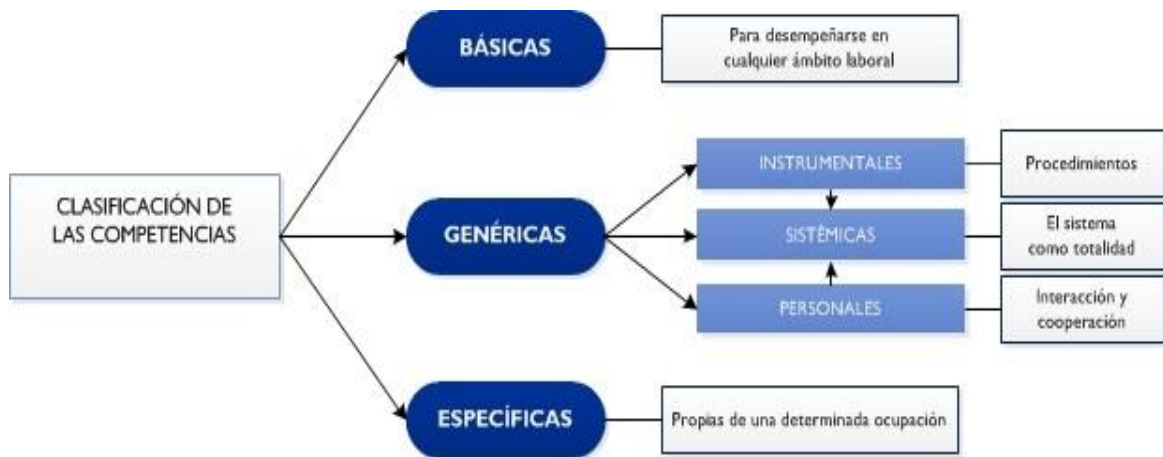 BÁSICAS
Para desempeñarse en
cualquier ámbito laboral
CLASIFICACIÓN DE
LAS COMPETENCIAS
GENÉRICAS
INSTRUMENTALES
Procedimientos
SISTÉMICAS
El sistema
como totalidad
PERSONALES
Interacción y
cooperación
ESPECÍFICAS
Propias de una determinada ocupación